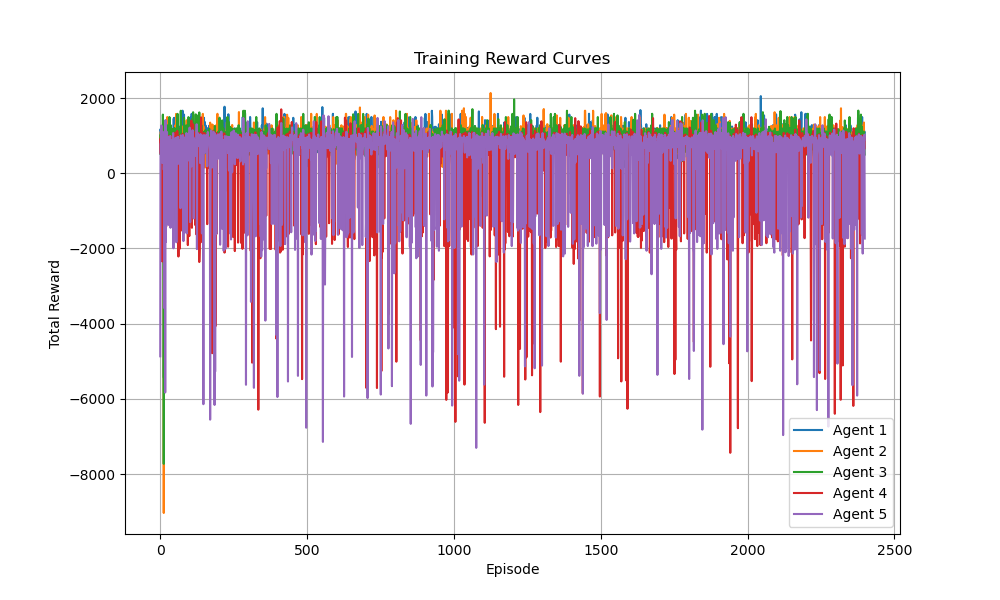 Training Reward Curves
Total Reward
2000
0
−2000
−4000
−6000
−8000
0
500
1000
1500
2000
2500
Episode
Agent 1
Agent 2
Agent 3
Agent 4
Agent 5